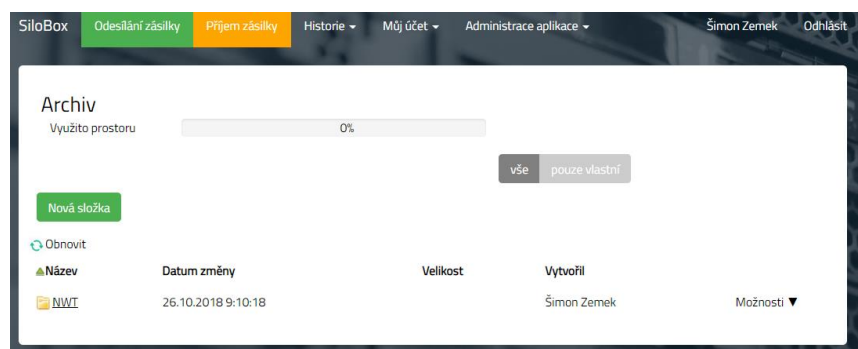 SiloBox Odesílání zásilky Příjem zásilky Historie Můj účet Administrace aplikace Šimon Zemek Odhlásit
Archiv
Využito prostoru 0%
vše pouze vlastní
Nová složka
Obnovit
Název Datum změny Velikost Vytvořil
NWT 26.10.2018 9:10:18 Šimon Zemek Možnosti ▼